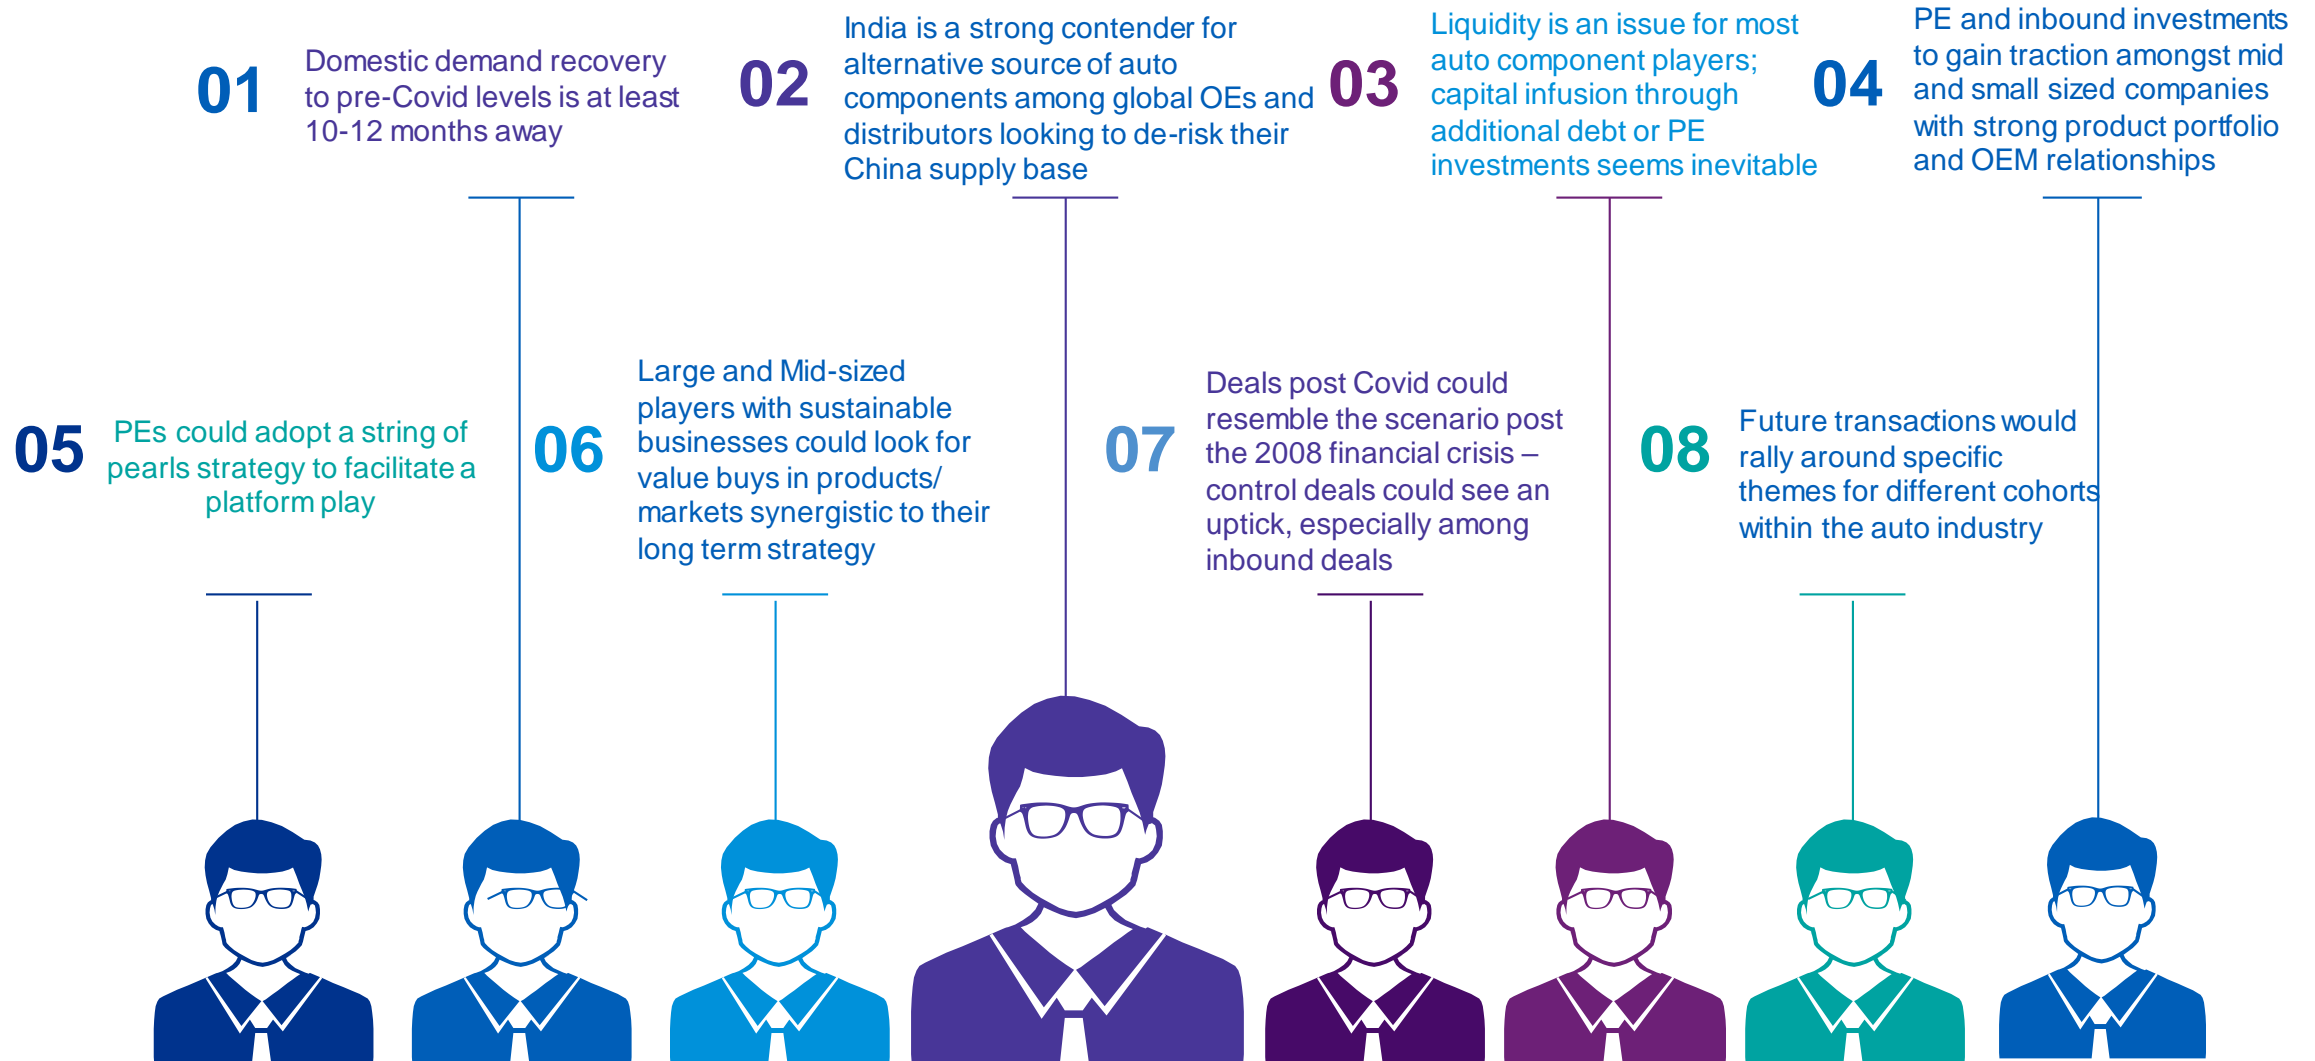 01
Domestic demand recovery
to pre-Covid levels is at least
10-12 months away
02
India is a strong contender for
alternative source of auto
components among global OEs and
distributors looking to de-risk their
China supply base
03
Liquidity is an issue for most
auto component players;
capital infusion through
additional debt or PE
investments seems inevitable
04
PE and inbound investments
to gain traction amongst mid
and small sized companies
with strong product portfolio
and OEM relationships
05
PEs could adopt a string of
pearls strategy to facilitate a
platform play
06
Large and Mid-sized
players with sustainable
businesses could look for
value buys in products/
markets synergistic to their
long term strategy
07
Deals post Covid could
resemble the scenario post
the 2008 financial crisis –
control deals could see an
uptick, especially among
inbound deals
08
Future transactions would
rally around specific
themes for different cohorts
within the auto industry